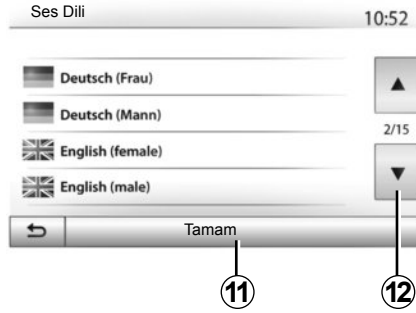 Ses Dili 10:52
Deutsch (Frau)
Deutsch (Mann)
2/15
English (female)
English (male)
Tamam
11 12